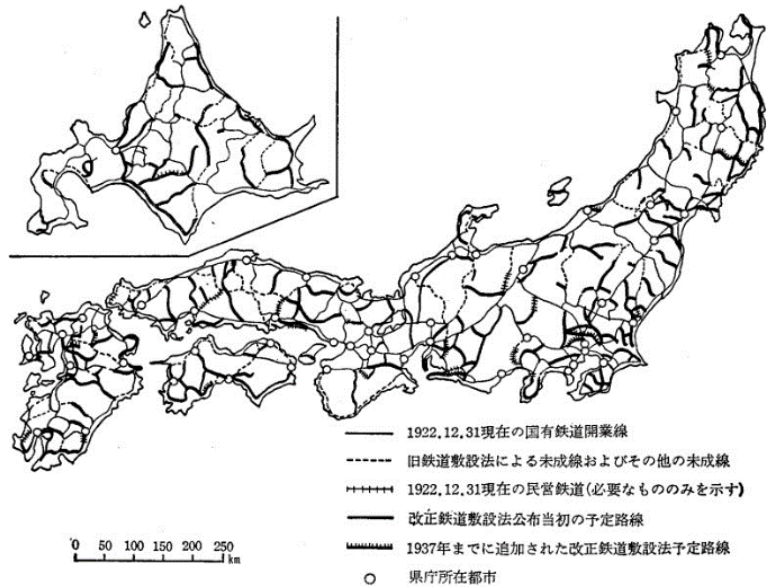 1922.12.31現在の国有鉄道開業線
旧鉄道敷設法による未成線およびその他の未成線
1922.12.31現在の民営鉄道(必要なもののみを示す)
改正鉄道敷設法公布当初の予定路線
1937年までに追加された改正鉄道敷設法予定路線
県庁所在都市
0 50 100 150 200 250
km